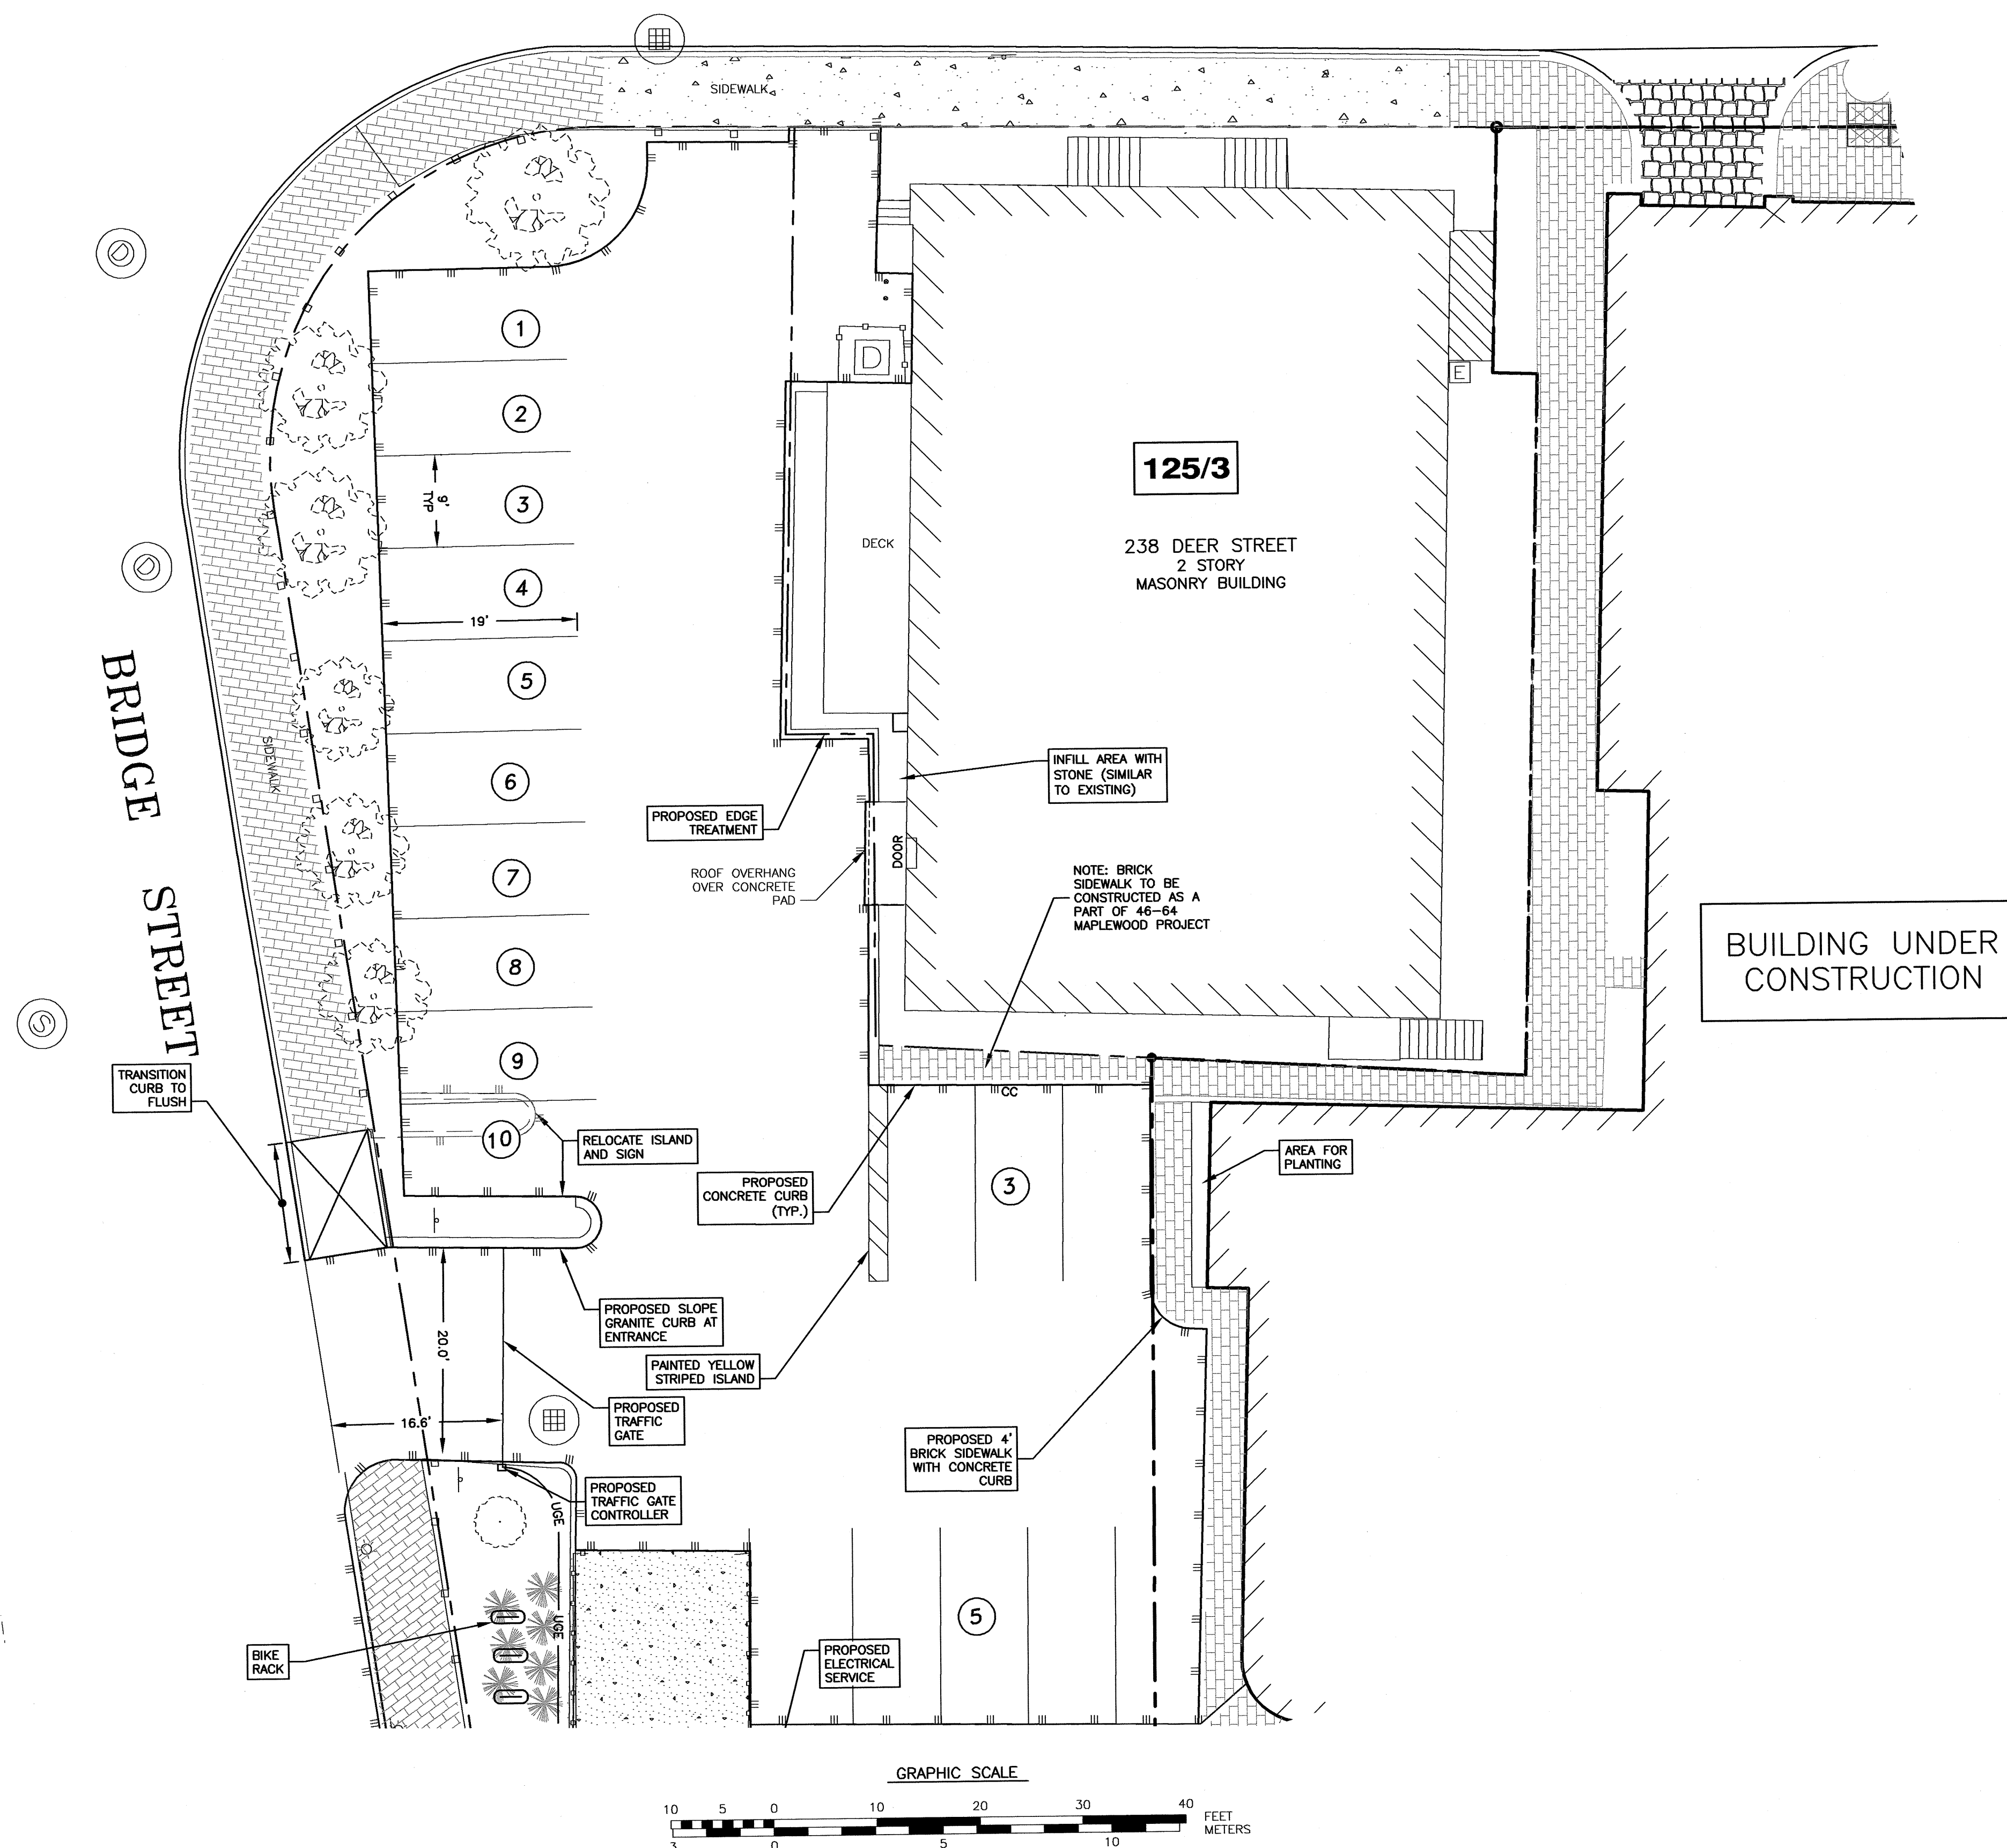 SIDEWALK
1
2
9'
TYP
3
4
19'
5
6
7
8
9
10
D
D
D
S
BRIDGE STREET
SIDEWALK
D
E
DECK
125/3
238 DEER STREET
2 STORY
MASONRY BUILDING
INFILL AREA WITH
STONE (SIMILAR
TO EXISTING)
PROPOSED EDGE
TREATMENT
DOOR
ROOF OVERHANG
OVER CONCRETE
PAD
NOTE: BRICK
SIDEWALK TO BE
CONSTRUCTED AS A
PART OF 46-64
MAPLEWOOD PROJECT
BUILDING UNDER
CONSTRUCTION
TRANSITION
CURB TO
FLUSH
CC
RELOCATE ISLAND
AND SIGN
AREA FOR
PLANTING
PROPOSED
CONCRETE CURB
(TYP.)
3
PROPOSED SLOPE
GRANITE CURB AT
ENTRANCE
20.0'
PAINTED YELLOW
STRIPED ISLAND
PROPOSED
TRAFFIC
GATE
16.6'
PROPOSED 4'
BRICK SIDEWALK
WITH CONCRETE
CURB
PROPOSED
TRAFFIC GATE
CONTROLLER
UGE
UGE
5
BIKE
RACK
PROPOSED
ELECTRICAL
SERVICE
GRAPHIC SCALE
10 5 0 10 20 30 40
FEET
METERS
3 0 5 10